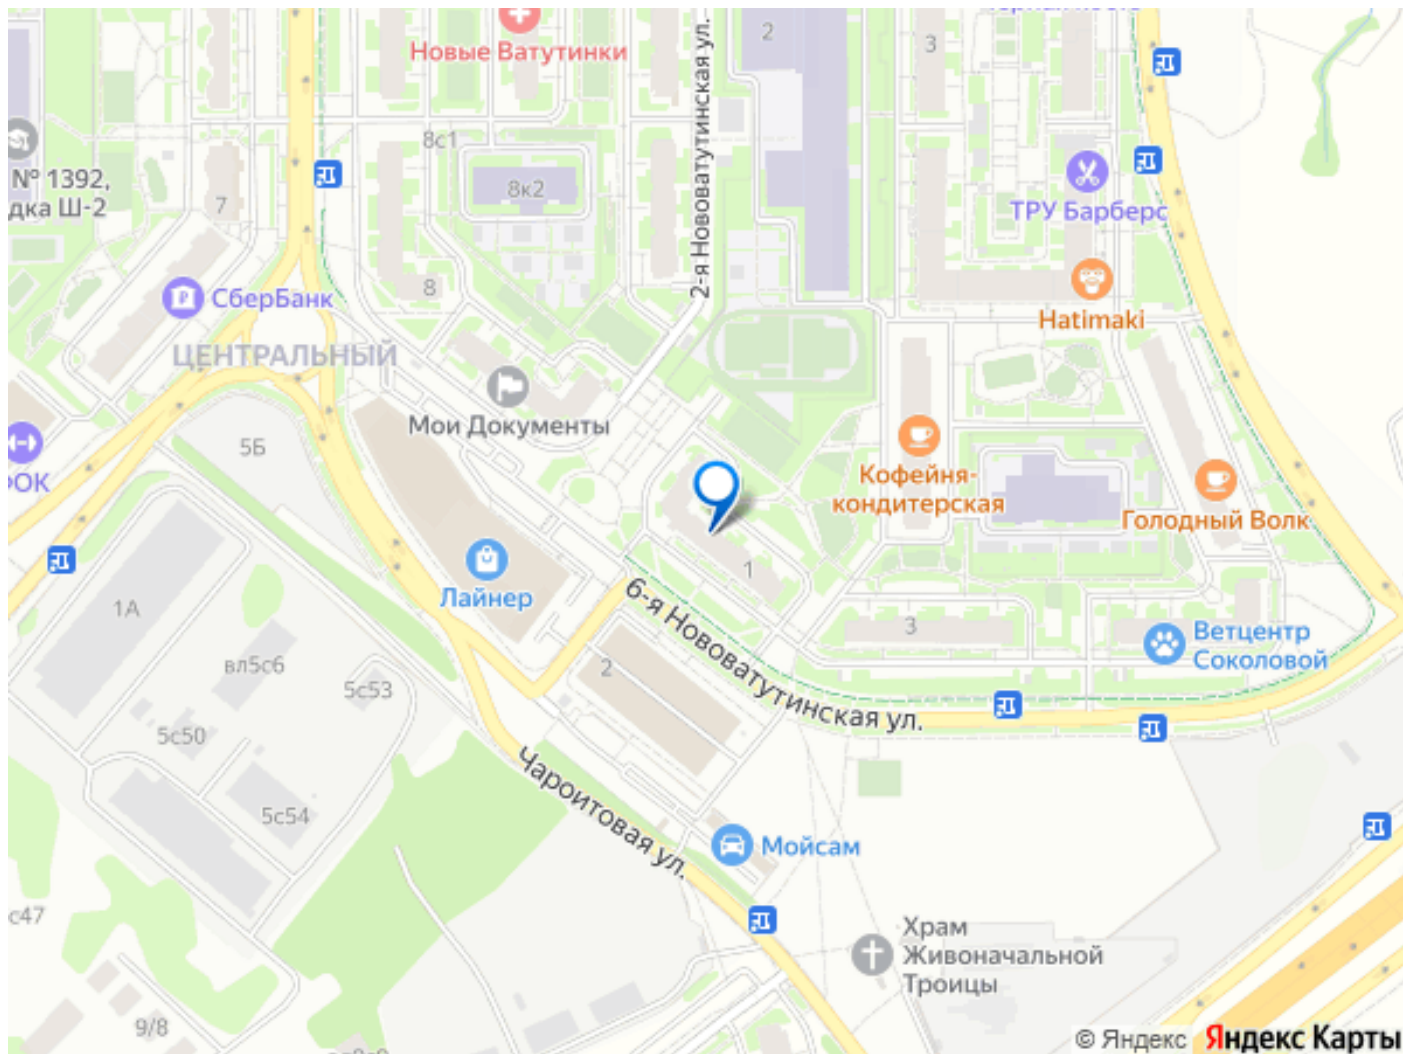 Новые Ватутинки
2
3
2-я Нововатутинская ул.
8с1
№ 1392,
дка Ш-2
7
8к2
ТРУ Барберс
8
СберБанк
Hatimaki
ЦЕНТРАЛЬНЫЙ
Мои Документы
5Б
ОК
Кофейня-
кондитерская
Голодный Волк
1
Лайнер
6-я Нововатутинская ул.
1А
3
Ветцентр
Соколовой
вл5с6
5с53
2
5с50
5с54
Чароитовая ул.
Мойсам
с47
Храм
Живоначальной
Троицы
9/8
© Яндекс Яндекс Карты